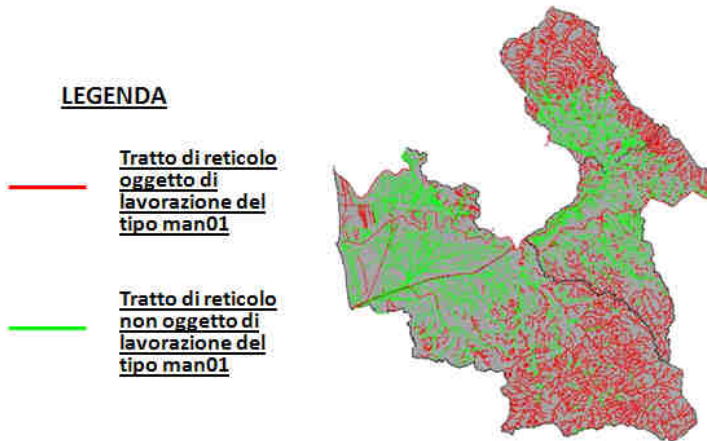 LEGENDA
Tratto di reticolo
oggetto di
lavorazione del
tipo man01
Tratto di reticolo
non oggetto di
lavorazione del
tipo man01